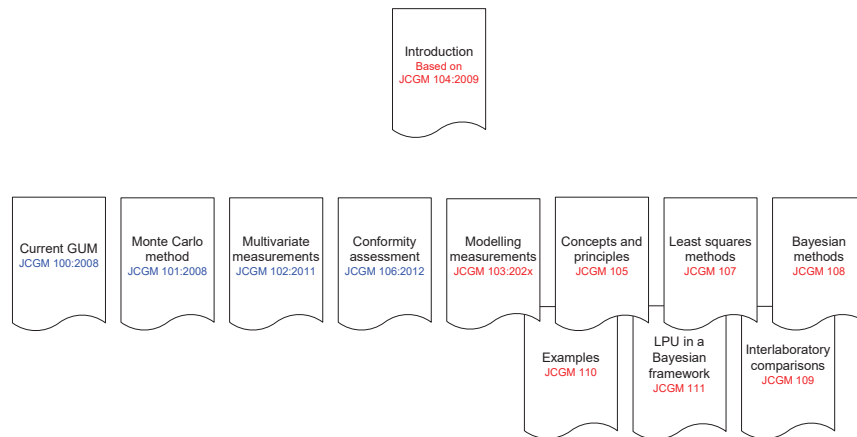 Introduction
Based on
JCGM 104:2009
Current GUM
JCGM 100:2008
Monte Carlo
method
JCGM 101:2008
Multivariate
measurements
JCGM 102:2011
Conformity
assessment
JCGM 106:2012
Modelling
measurements
JCGM 103:202x
Concepts and
principles
JCGM 105
Least squares
methods
JCGM 107
Bayesian
methods
JCGM 108
Examples
JCGM 110
LPU in a
Bayesian
framework
JCGM 111
Interlaboratory
comparisons
JCGM 109